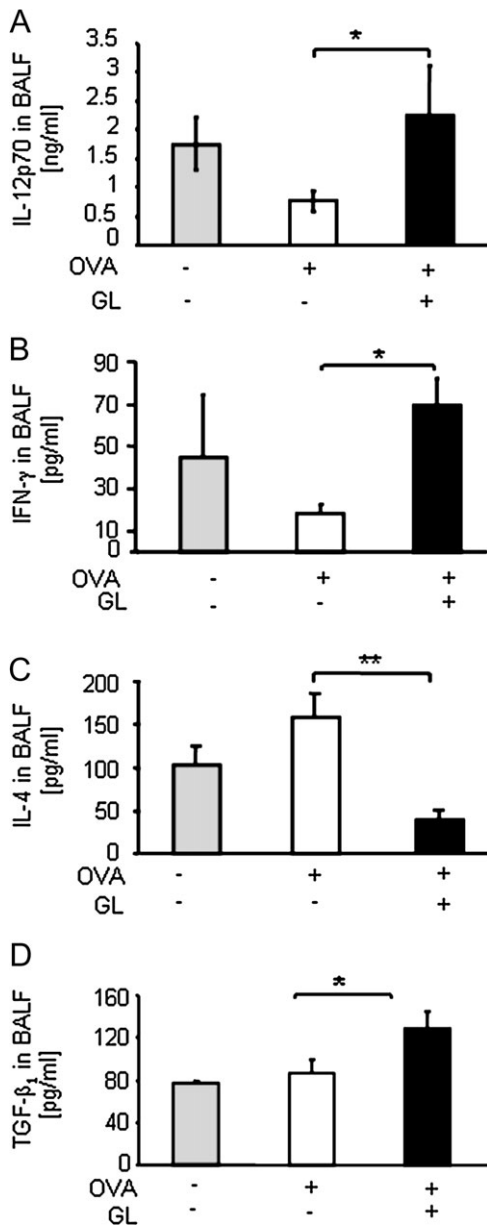 A
IL-12p70 in BALF
[ng/ml]
3.5
3
2.5
2
1.5
1
0.5
0
*
OVA - + +
GL - - +
B
IFN-γ in BALF
[pg/ml]
90
70
50
30
10
0
*
OVA - + +
GL - - +
C
IL-4 in BALF
[pg/ml]
200
150
100
50
0
**
OVA - + +
GL - - +
D
TGF-β1 in BALF
[pg/ml]
160
120
80
40
0
*
OVA - + +
GL - - +